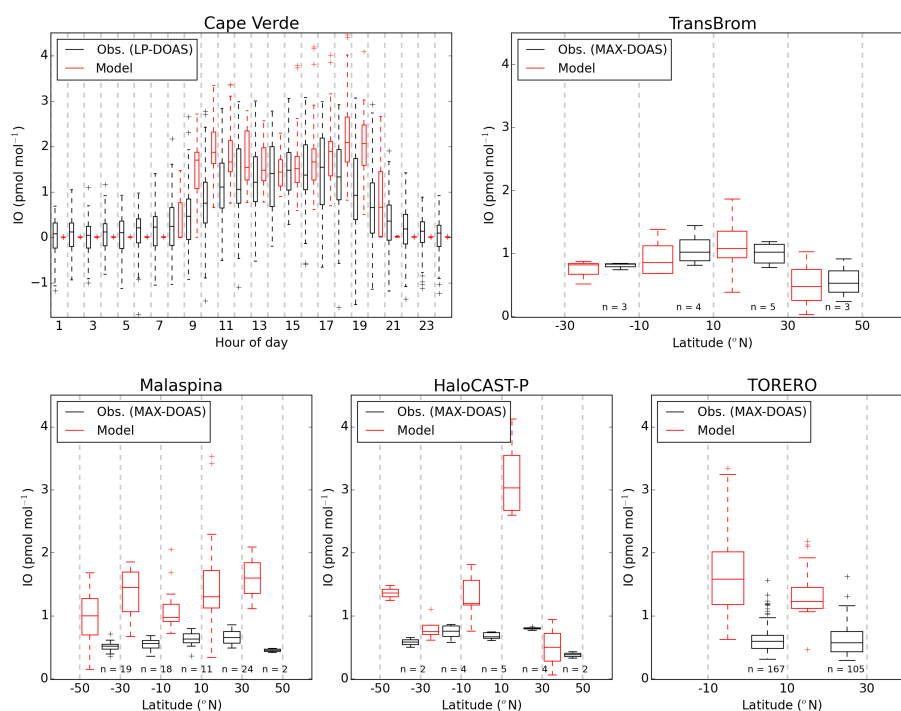 Cape Verde
Obs. (LP-DOAS)
Model
IO (pmol mol⁻¹)
4
3
2
1
0
−1
1 3 5 7 9 11 13 15 17 19 21 23
Hour of day
TransBrom
Obs. (MAX-DOAS)
Model
IO (pmol mol⁻¹)
4
3
2
1
0
n = 3 n = 4 n = 5 n = 3
-30 -10 10 30 50
Latitude (°N)
Malaspina
Obs. (MAX-DOAS)
Model
IO (pmol mol⁻¹)
4
3
2
1
0
n = 19 n = 18 n = 11 n = 24 n = 2
-50 -30 -10 10 30 50
Latitude (°N)
HaloCAST-P
Obs. (MAX-DOAS)
Model
IO (pmol mol⁻¹)
4
3
2
1
0
n = 2 n = 4 n = 5 n = 4 n = 2
-50 -30 -10 10 30 50
Latitude (°N)
TORERO
Obs. (MAX-DOAS)
Model
IO (pmol mol⁻¹)
4
3
2
1
0
n = 167 n = 105
-10 10 30
Latitude (°N)